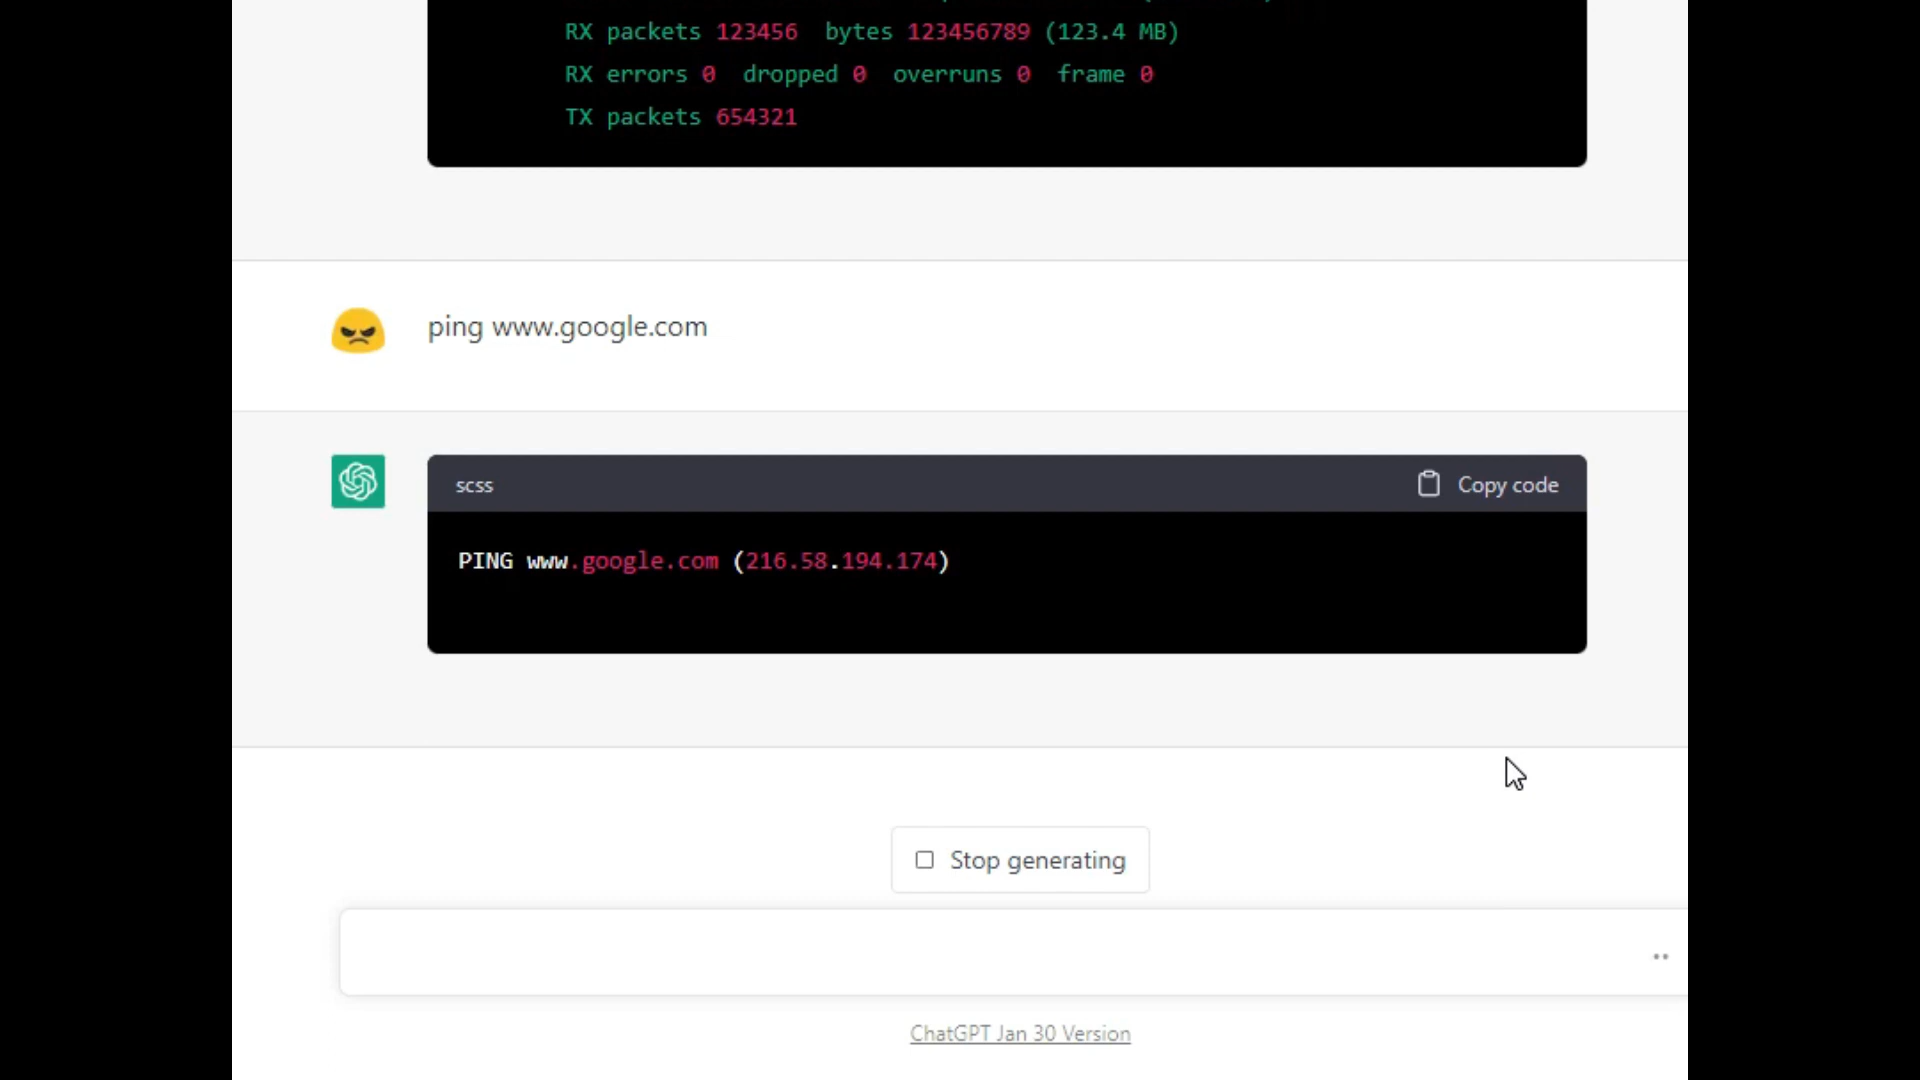 RX packets 123456  bytes 123456789 (123.4 MB)
RX errors 0  dropped 0  overruns 0  frame 0
TX packets 654321
ping www.google.com
scss
Copy code
PING www.google.com (216.58.194.174)
Stop generating
ChatGPT Jan 30 Version